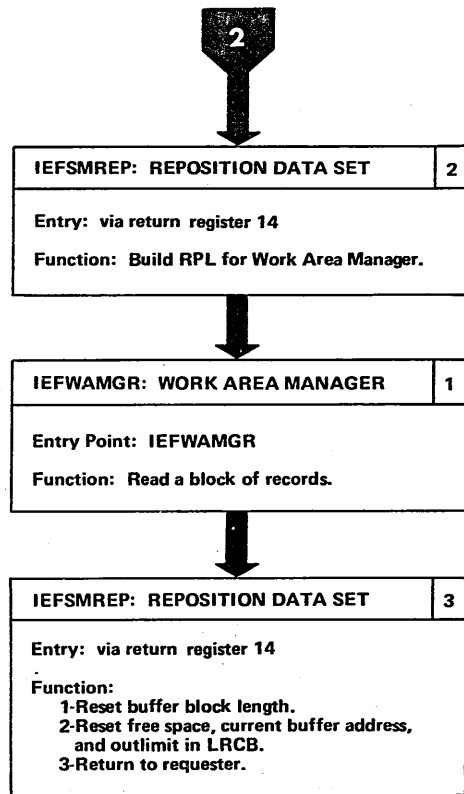 2
IEFSMREP: REPOSITION DATA SET 2
Entry: via return register 14
Function: Build RPL for Work Area Manager.
IEFWAMGR: WORK AREA MANAGER 1
Entry Point: IEFWAMGR
Function: Read a block of records.
IEFSMREP: REPOSITION DATA SET 3
Entry: via return register 14
Function:
1-Reset buffer block length.
2-Reset free space, current buffer address,
and outlimit in LRCB.
3-Return to requester.